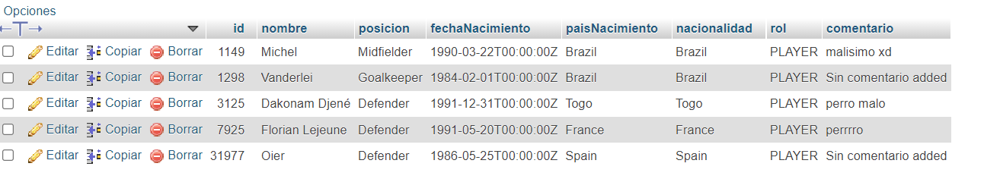 Opciones
←T→ id nombre posicion fechaNacimiento paisNacimiento nacionalidad rol comentario
Editar Copiar Borrar 1149 Michel Midfielder 1990-03-22T00:00:00Z Brazil Brazil PLAYER malisimo xd
Editar Copiar Borrar 1298 Vanderlei Goalkeeper 1984-02-01T00:00:00Z Brazil Brazil PLAYER Sin comentario added
Editar Copiar Borrar 3125 Dakonam Djené Defender 1991-12-31T00:00:00Z Togo Togo PLAYER perro malo
Editar Copiar Borrar 7925 Florian Lejeune Defender 1991-05-20T00:00:00Z France France PLAYER perrrro
Editar Copiar Borrar 31977 Oier Defender 1986-05-25T00:00:00Z Spain Spain PLAYER Sin comentario added